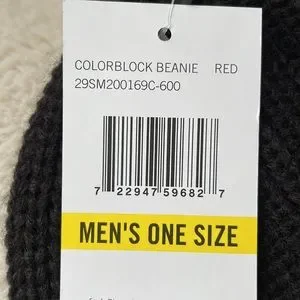 COLORBLOCK BEANIE RED
29SM200169C-600
7 22947 59682 7
MEN'S ONE SIZE